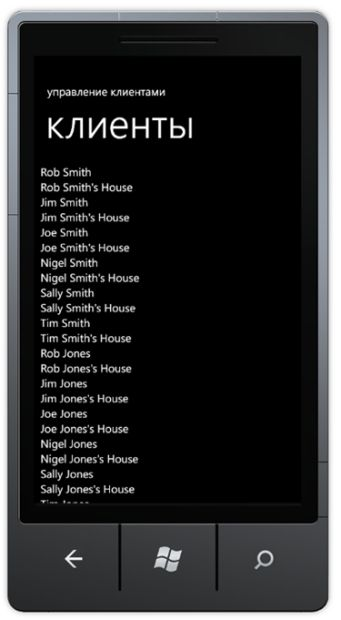 управление клиентами
клиенты
Rob Smith
Rob Smith's House
Jim Smith
Jim Smith's House
Joe Smith
Joe Smith's House
Nigel Smith
Nigel Smith's House
Sally Smith
Sally Smith's House
Tim Smith
Tim Smith's House
Rob Jones
Rob Jones's House
Jim Jones
Jim Jones's House
Joe Jones
Joe Jones's House
Nigel Jones
Nigel Jones's House
Sally Jones
Sally Jones's House
Tim Jones